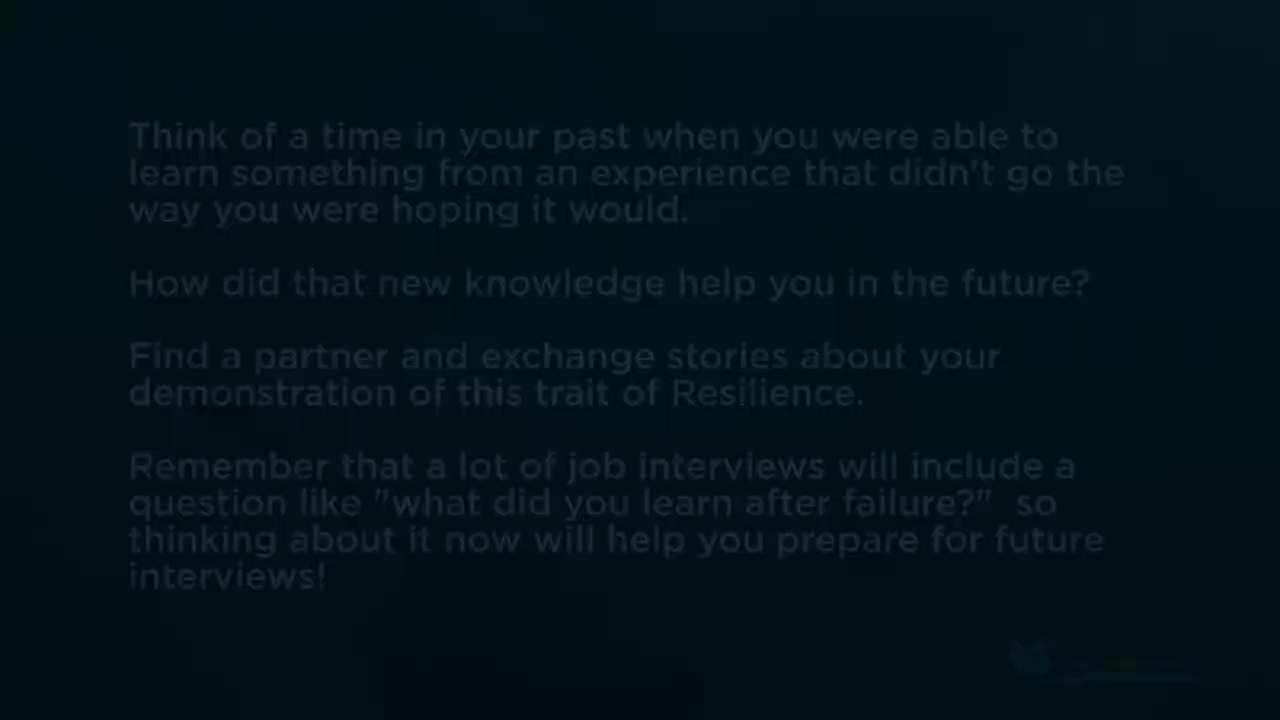 Think of a time in your past when you were able to
learn something from an experience that didn't go the
way you were hoping it would.
How did that new knowledge help you in the future?
Find a partner and exchange stories about your
demonstration of this trait of Resilience.
Remember that a lot of job interviews will include a
question like "what did you learn after failure?" so
thinking about it now will help you prepare for future
interviews!